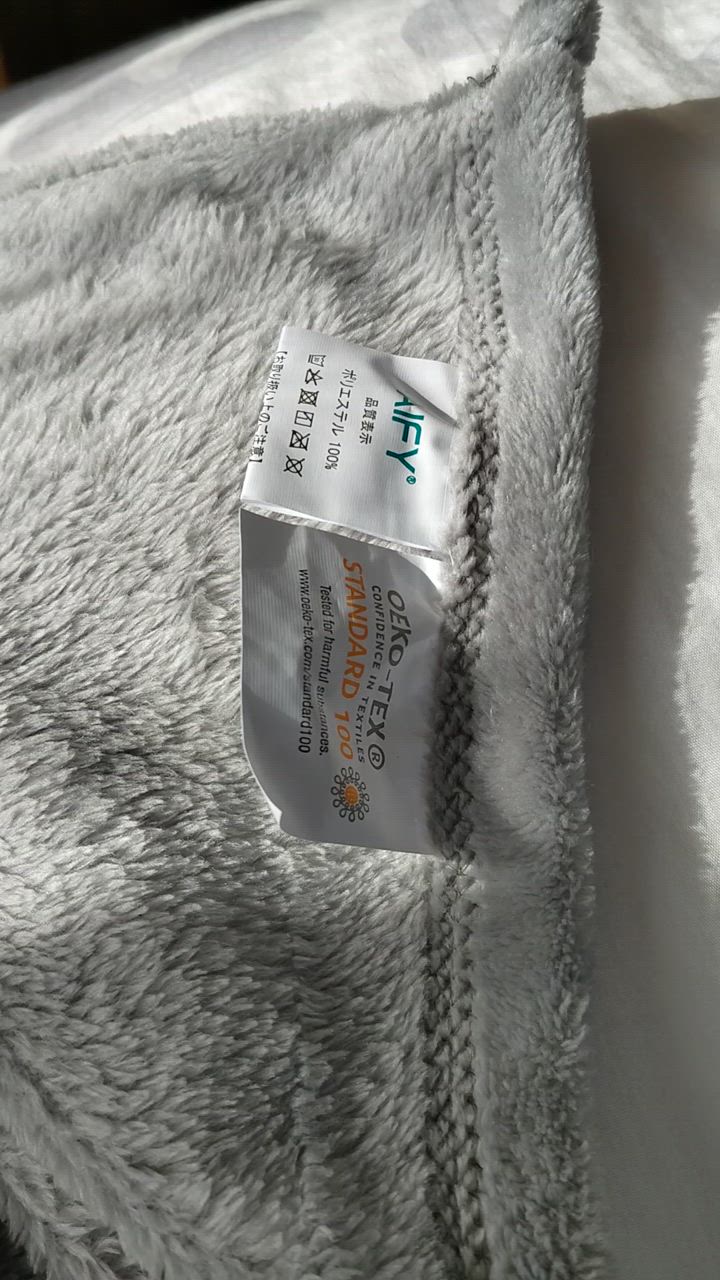 AIFY®
品質表示
ポリエステル 100%
【お取り扱い上のご注意】
OEKO-TEX®
CONFIDENCE IN TEXTILES
STANDARD 100
Tested for harmful substances.
www.oeko-tex.com/standard100